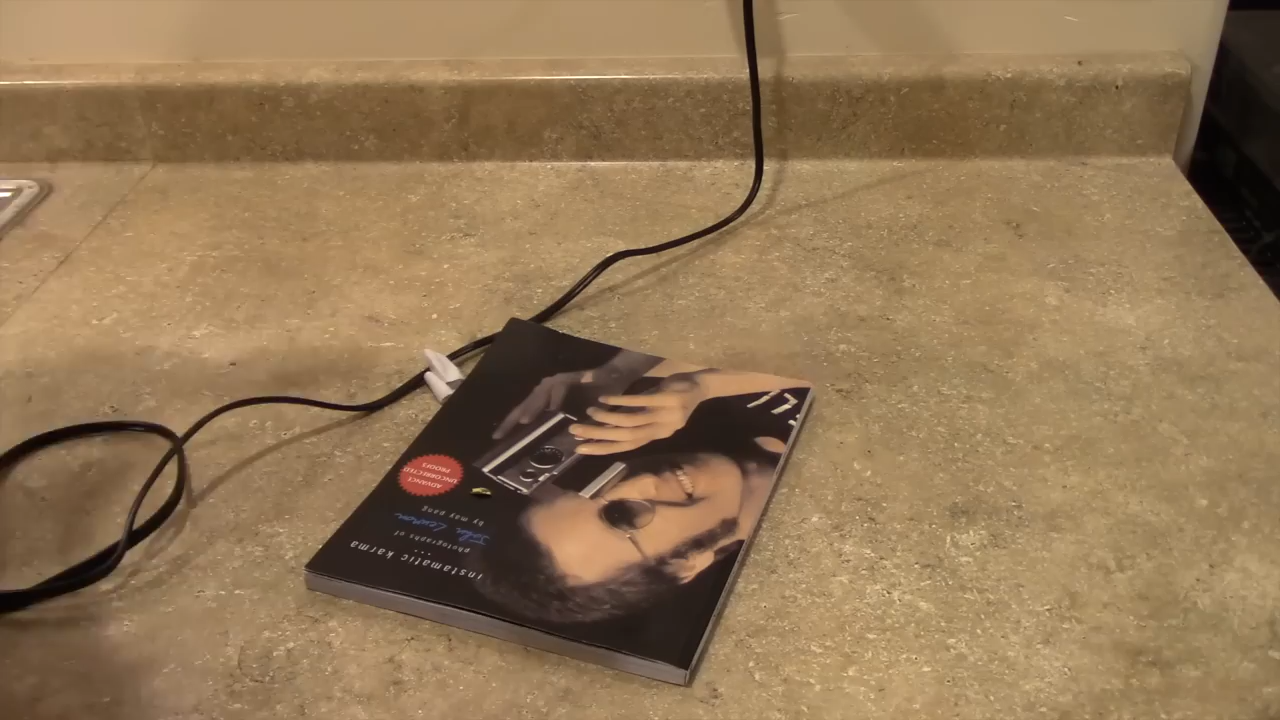 instamatic karma
...
photographs of
John Lennon
by may pang
ADVANCE
UNCORRECTED
PROOFS